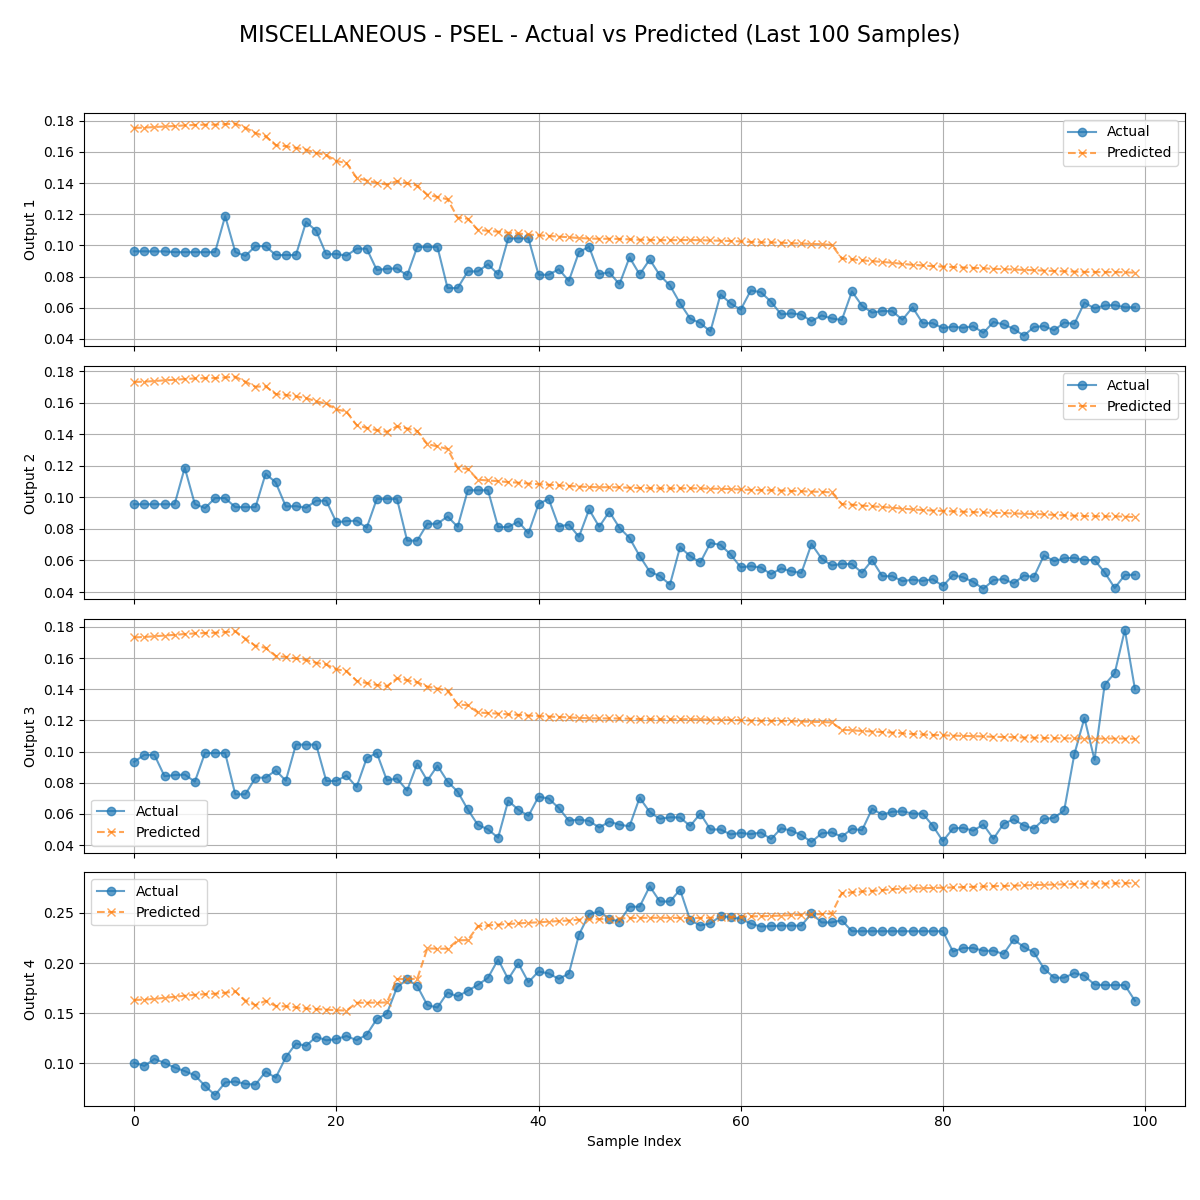 MISCELLANEOUS - PSEL - Actual vs Predicted (Last 100 Samples)
0.18
0.16
0.14
0.12
0.10
0.08
0.06
0.04
Output 1
Actual
Predicted
0.18
0.16
0.14
0.12
0.10
0.08
0.06
0.04
Output 2
Actual
Predicted
0.18
0.16
0.14
0.12
0.10
0.08
0.06
0.04
Output 3
Actual
Predicted
0.25
0.20
0.15
0.10
Output 4
Actual
Predicted
0 20 40 60 80 100
Sample Index